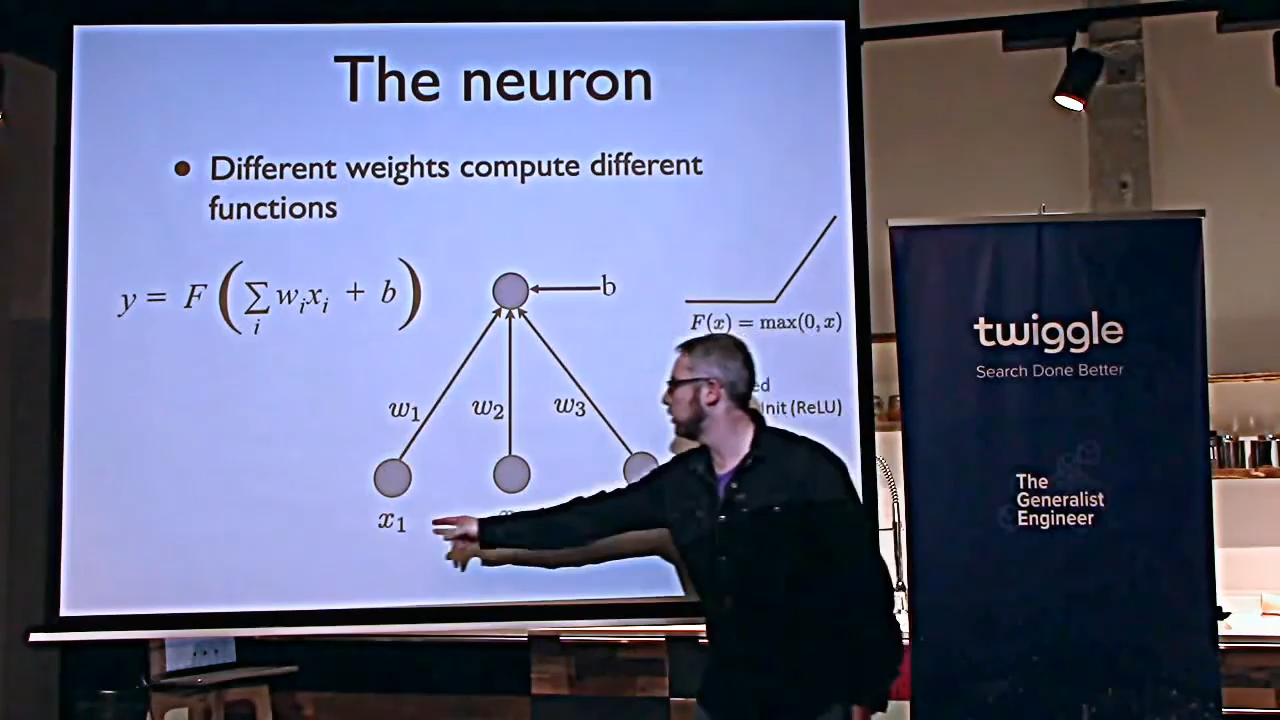 The neuron
• Different weights compute different
functions
y = F ( ∑ᵢ wᵢxᵢ + b )
b
F(x) = max(0, x)
ed
nit (ReLU)
w₁
w₂
w₃
x₁
twiggle
Search Done Better
The
Generalist
Engineer